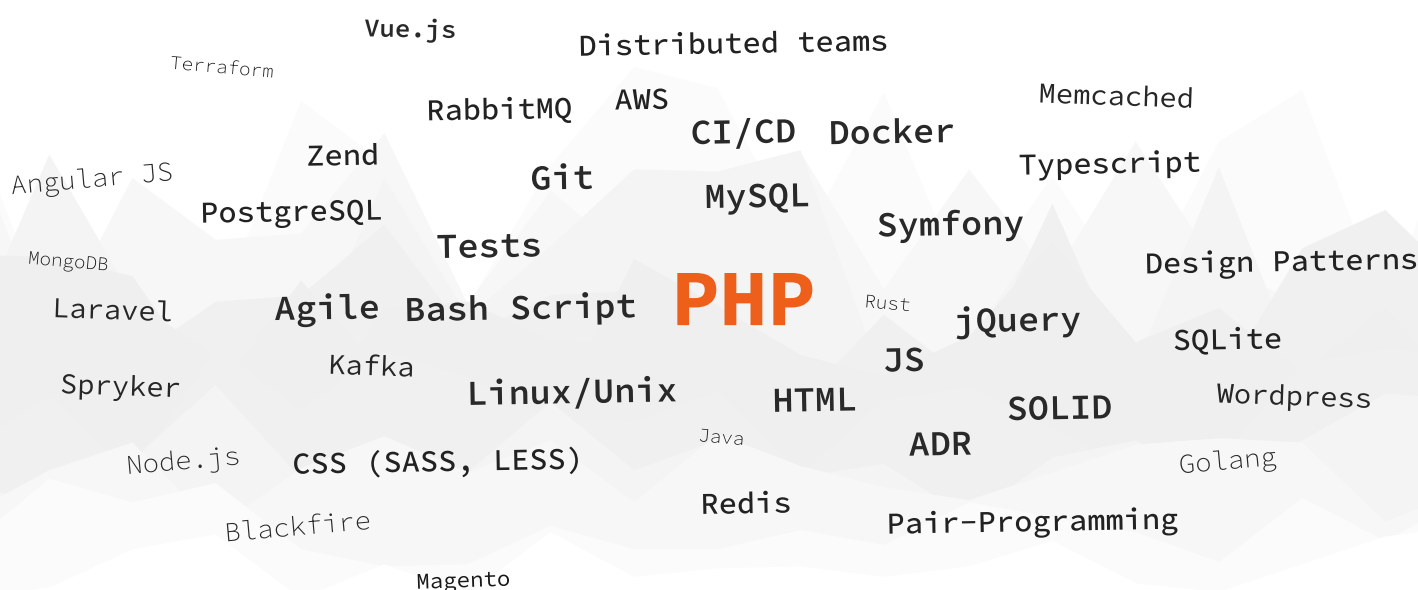 Vue.js
Distributed teams
Terraform
RabbitMQ
AWS
Memcached
CI/CD
Docker
Zend
Typescript
Angular JS
Git
MySQL
PostgreSQL
Symfony
Tests
MongoDB
Design Patterns
Laravel
Agile
Bash Script
PHP
Rust
jQuery
SQLite
Kafka
JS
Spryker
Linux/Unix
HTML
SOLID
Wordpress
Java
ADR
Node.js
CSS (SASS, LESS)
Golang
Redis
Blackfire
Pair-Programming
Magento